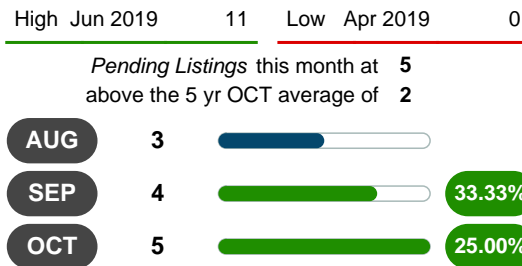 High Jun 2019 11 Low Apr 2019 0
Pending Listings this month at 5
above the 5 yr OCT average of 2
AUG 3
SEP 4 33.33%
OCT 5 25.00%